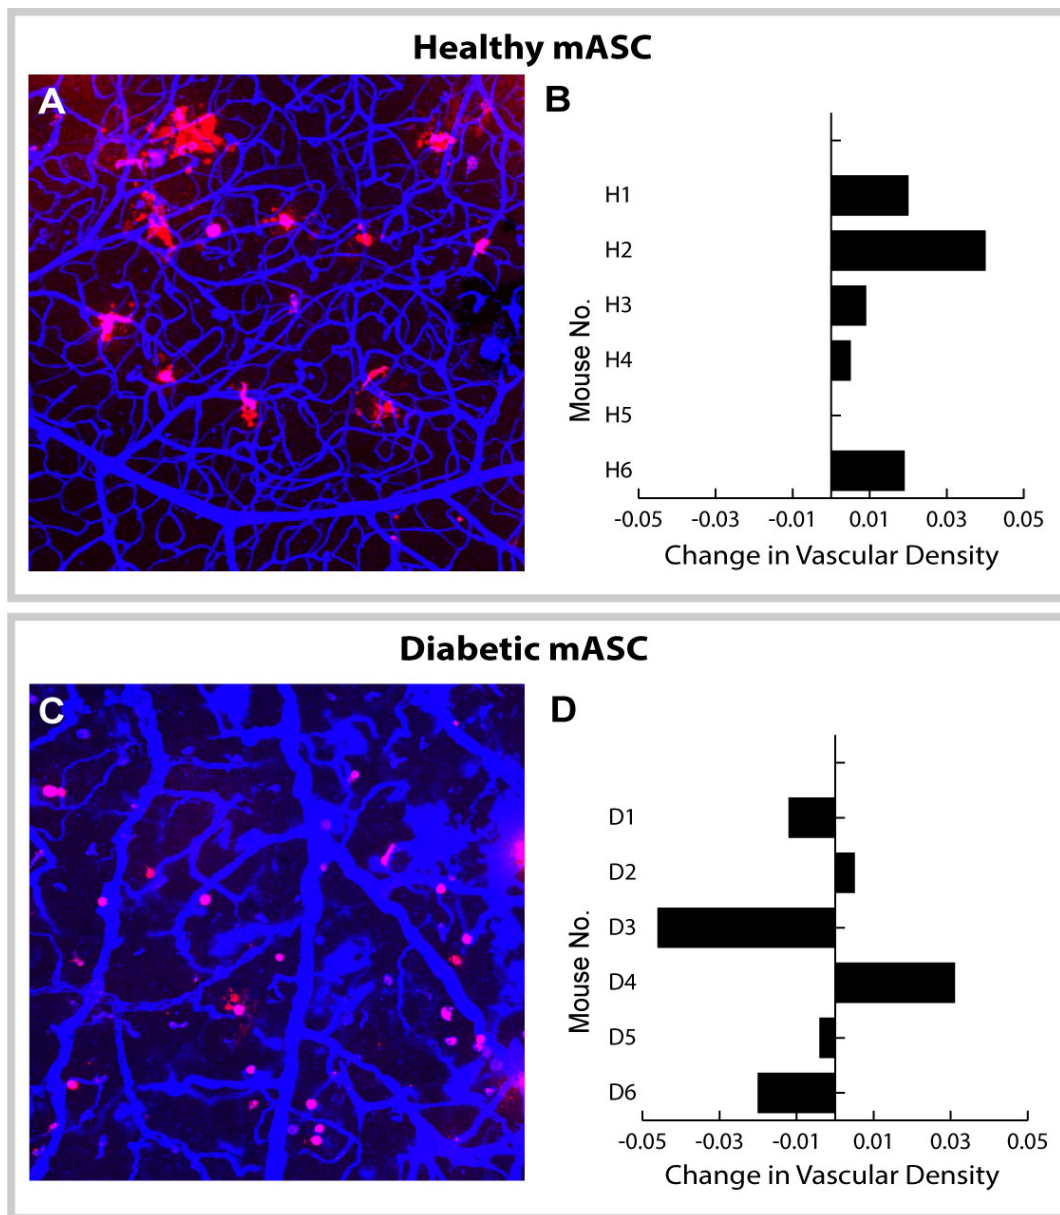 Healthy mASC
A
B
Mouse No.
H1
H2
H3
H4
H5
H6
-0.05 -0.03 -0.01 0.01 0.03 0.05
Change in Vascular Density
Diabetic mASC
C
D
Mouse No.
D1
D2
D3
D4
D5
D6
-0.05 -0.03 -0.01 0.01 0.03 0.05
Change in Vascular Density